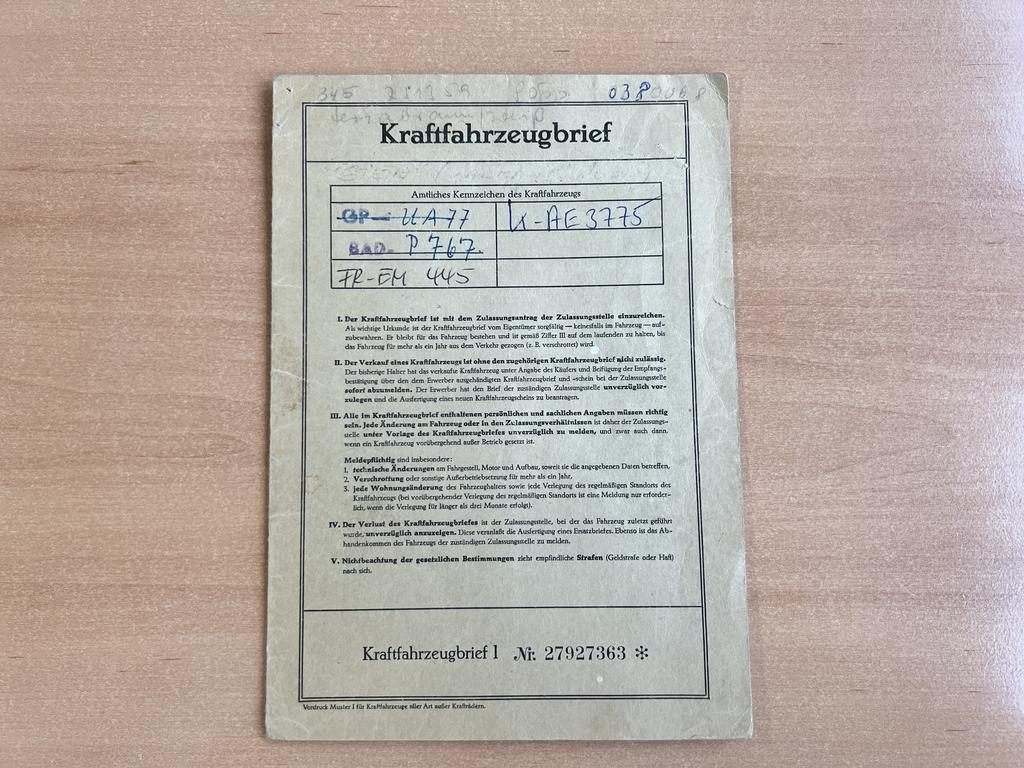 345 251259 038
Kraftfahrzeugbrief
Amtliches Kennzeichen des Kraftfahrzeugs
GP- UA 77
BAD- P 767
FR-EM 445
-AE 3775
I. Der Kraftfahrzeugbrief ist mit dem Zulassungsantrag der Zulassungsstelle einzureichen.
Als wichtige Urkunde ist der Kraftfahrzeugbrief vom Eigentümer sorgfältig — keinesfalls im Fahrzeug — auf-
zubewahren. Er bleibt für das Fahrzeug bestehen und ist gemäß Ziffer III auf dem laufenden zu halten, bis
das Fahrzeug für mehr als ein Jahr aus dem Verkehr gezogen (z. B. verschrottet) wird.
II. Der Verkauf eines Kraftfahrzeugs ist ohne den zugehörigen Kraftfahrzeugbrief nicht zulässig.
Der bisherige Halter hat das verkaufte Kraftfahrzeug unter Angabe des Käufers und Beifügung der Empfangs-
bestätigung über den dem Erwerber ausgehändigten Kraftfahrzeugbrief und -schein bei der Zulassungsstelle
sofort abzumelden. Der Erwerber hat den Brief der zuständigen Zulassungsstelle unverzüglich vor-
zulegen und die Ausfertigung eines neuen Kraftfahrzeugscheins zu beantragen.
III. Alle im Kraftfahrzeugbrief enthaltenen persönlichen und sachlichen Angaben müssen richtig
sein. Jede Änderung am Fahrzeug oder in den Zulassungsverhältnissen ist daher der Zulassungs-
stelle unter Vorlage des Kraftfahrzeugbriefes unverzüglich zu melden, und zwar auch dann,
wenn ein Kraftfahrzeug vorübergehend außer Betrieb gesetzt ist.
Meldepflichtig sind insbesondere:
1. technische Änderungen am Fahrgestell, Motor und Aufbau, soweit sie die angegebenen Daten betreffen,
2. Verschrottung oder sonstige Außerbetriebsetzung für mehr als ein Jahr,
3. jede Wohnungsänderung des Fahrzeughalters sowie jede Verlegung des regelmäßigen Standorts des
Kraftfahrzeugs (bei vorübergehender Verlegung des regelmäßigen Standorts ist eine Meldung nur erforder-
lich, wenn die Verlegung für länger als drei Monate erfolgt).
IV. Der Verlust des Kraftfahrzeugbriefes ist der Zulassungsstelle, bei der das Fahrzeug zuletzt geführt
wurde, unverzüglich anzuzeigen. Diese veranlaßt die Ausfertigung eines Ersatzbriefes. Ebenso ist das Ab-
handenkommen des Fahrzeugs der zuständigen Zulassungsstelle zu melden.
V. Nichtbeachtung der gesetzlichen Bestimmungen zieht empfindliche Strafen (Geldstrafe oder Haft)
nach sich.
Kraftfahrzeugbrief I Nr. 27927363 *
Vordruck Muster I für Kraftfahrzeuge aller Art außer Krafträdern.